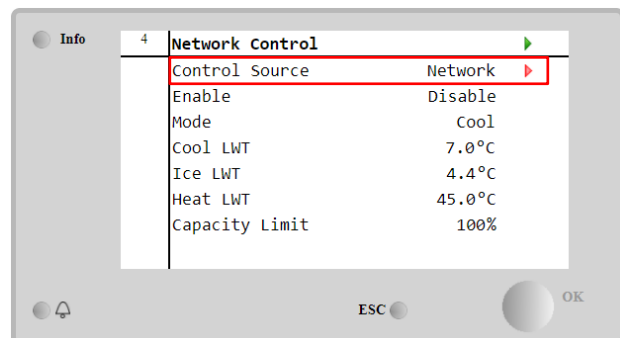 Info
4 Network Control
Control Source Network
Enable Disable
Mode Cool
Cool LWT 7.0°C
Ice LWT 4.4°C
Heat LWT 45.0°C
Capacity Limit 100%
ESC OK